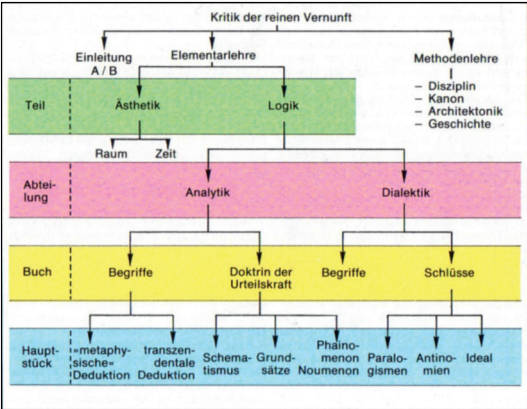 Kritik der reinen Vernunft
Einleitung
A / B
Elementarlehre
Methodenlehre
– Disziplin
– Kanon
– Architektonik
– Geschichte
Teil
Ästhetik
Logik
Raum
Zeit
Abtei-
lung
Analytik
Dialektik
Buch
Begriffe
Doktrin der
Urteilskraft
Begriffe
Schlüsse
Haupt-
stück
»metaphy-
sische«
Deduktion
transzen-
dentale
Deduktion
Schema-
tismus
Grund-
sätze
Phaino-
menon
Noumenon
Paralo-
gismen
Antino-
mien
Ideal